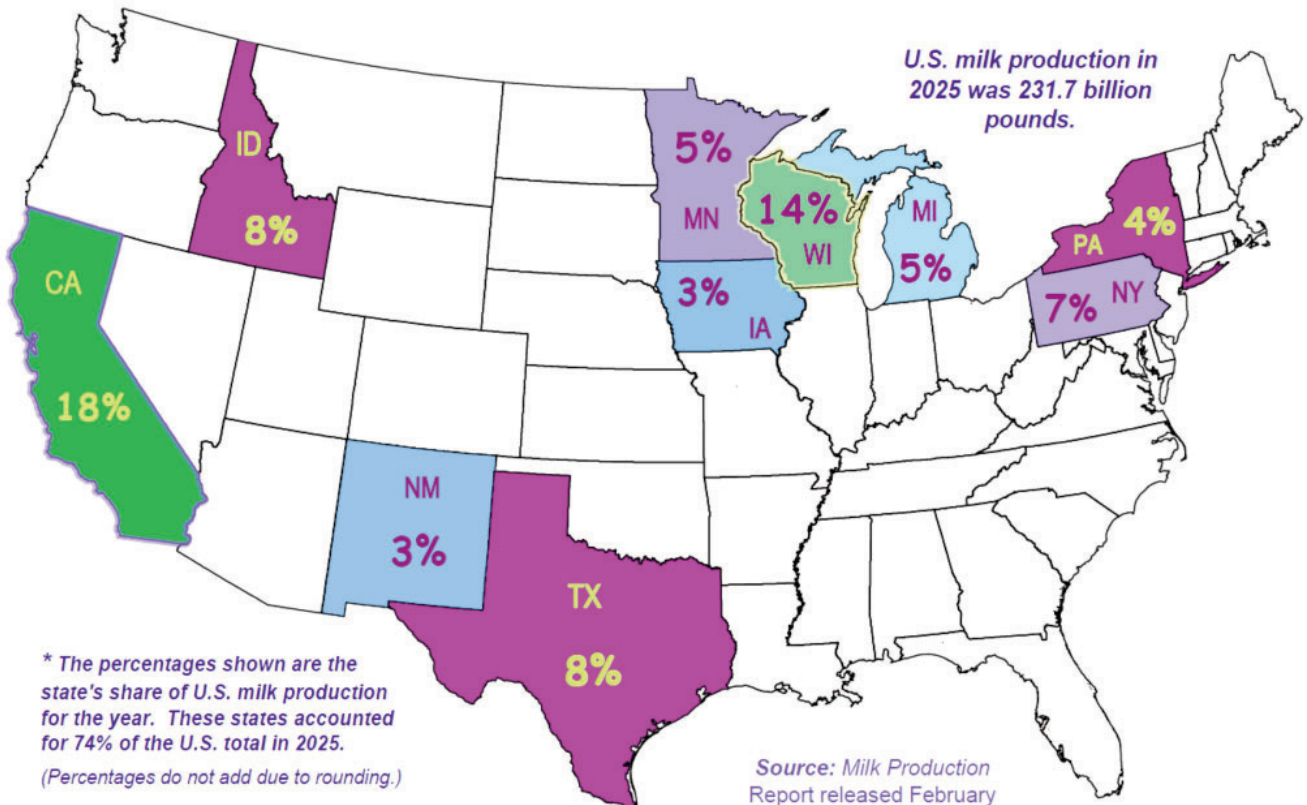 U.S. milk production in
2025 was 231.7 billion
pounds.
ID
8%
5%
MN
14%
WI
MI
5%
PA
4%
7%
NY
CA
18%
3%
IA
NM
3%
TX
8%
* The percentages shown are the
state's share of U.S. milk production
for the year. These states accounted
for 74% of the U.S. total in 2025.
(Percentages do not add due to rounding.)
Source: Milk Production
Report released February